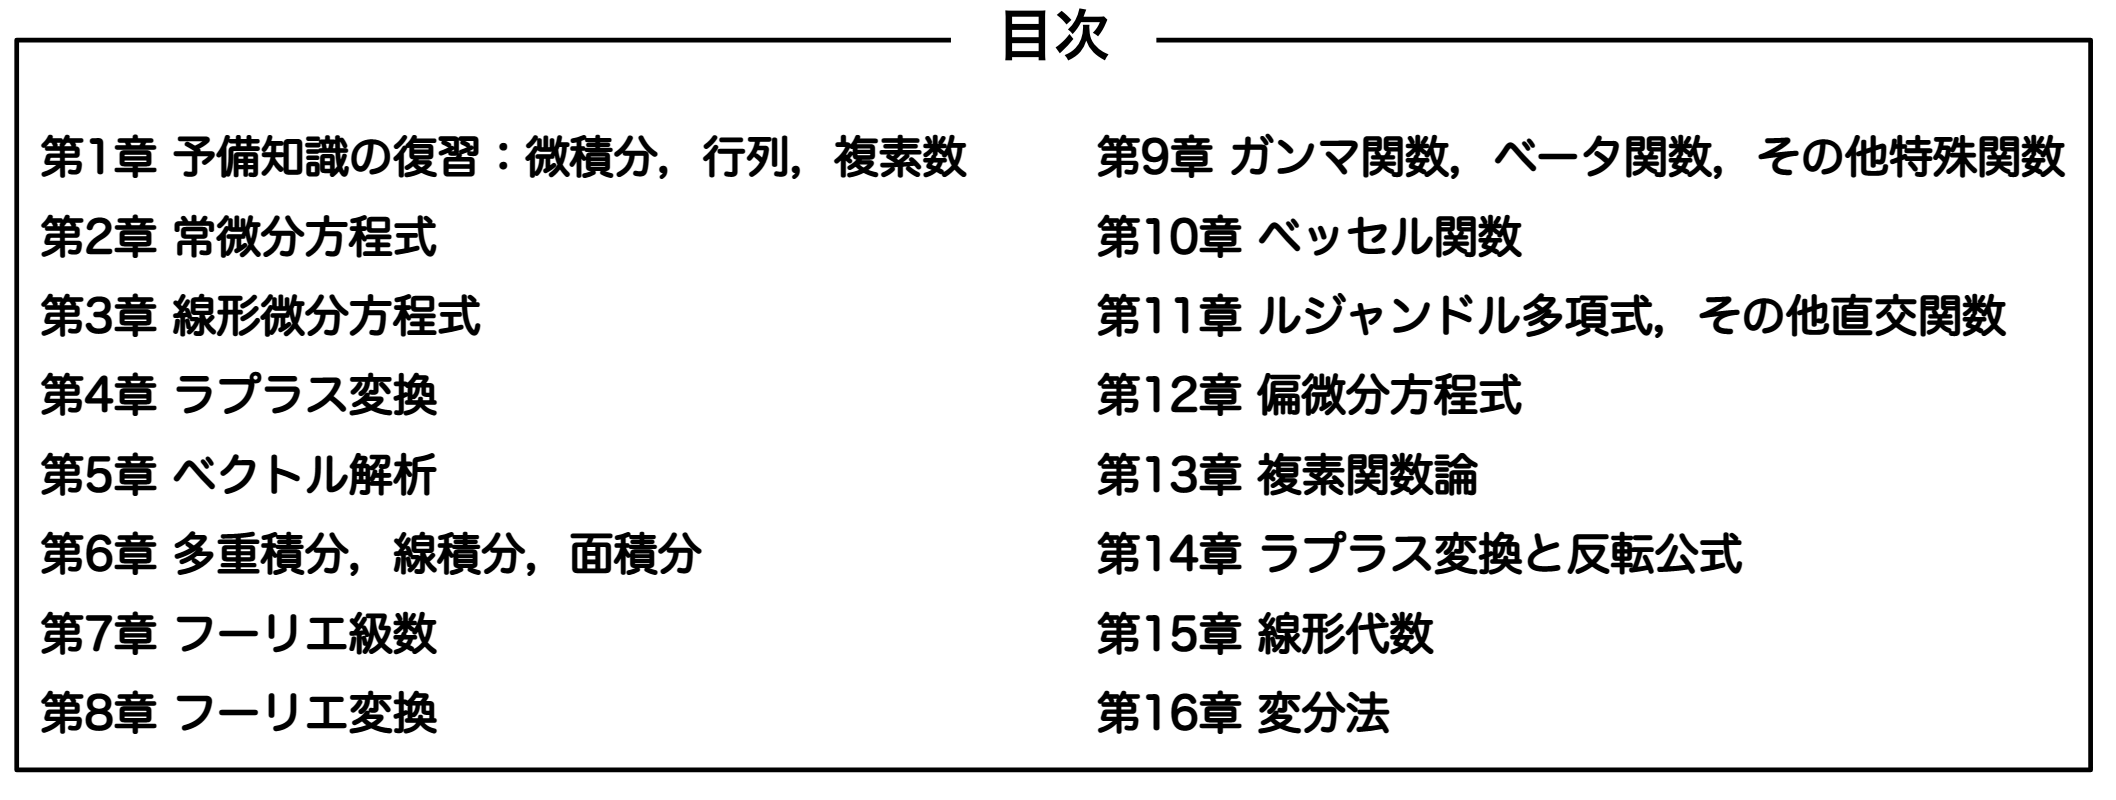 目次
第1章 予備知識の復習：微積分，行列，複素数
第2章 常微分方程式
第3章 線形微分方程式
第4章 ラプラス変換
第5章 ベクトル解析
第6章 多重積分，線積分，面積分
第7章 フーリエ級数
第8章 フーリエ変換
第9章 ガンマ関数，ベータ関数，その他特殊関数
第10章 ベッセル関数
第11章 ルジャンドル多項式，その他直交関数
第12章 偏微分方程式
第13章 複素関数論
第14章 ラプラス変換と反転公式
第15章 線形代数
第16章 変分法